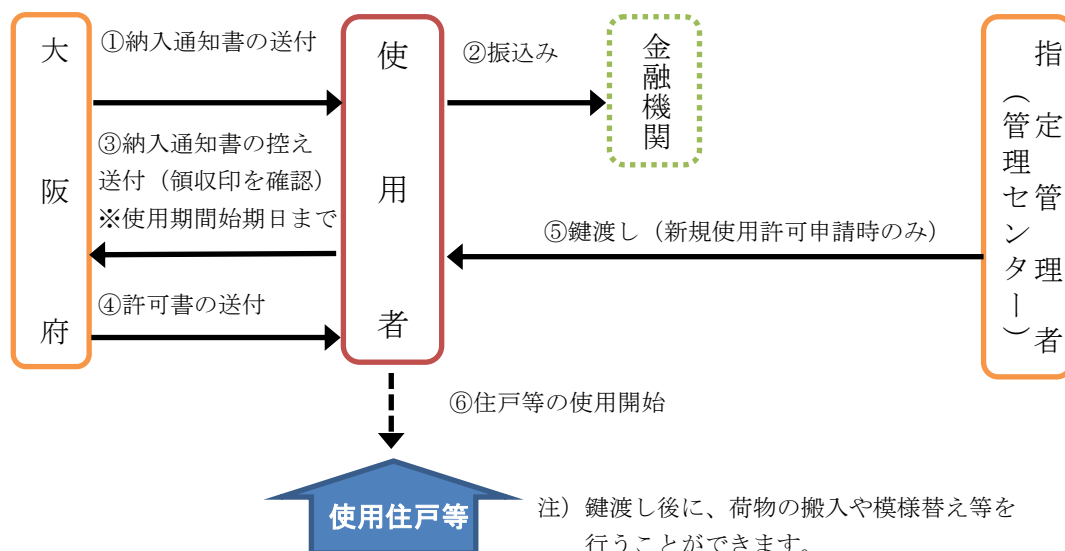 大阪府
①納入通知書の送付
使用者
②振込み
金融機関
指定管理者
（管理センター）
③納入通知書の控え
送付（領収印を確認）
※使用期間始期日まで
⑤鍵渡し（新規使用許可申請時のみ）
④許可書の送付
⑥住戸等の使用開始
使用住戸等
注）鍵渡し後に、荷物の搬入や模様替え等を
行うことができます。